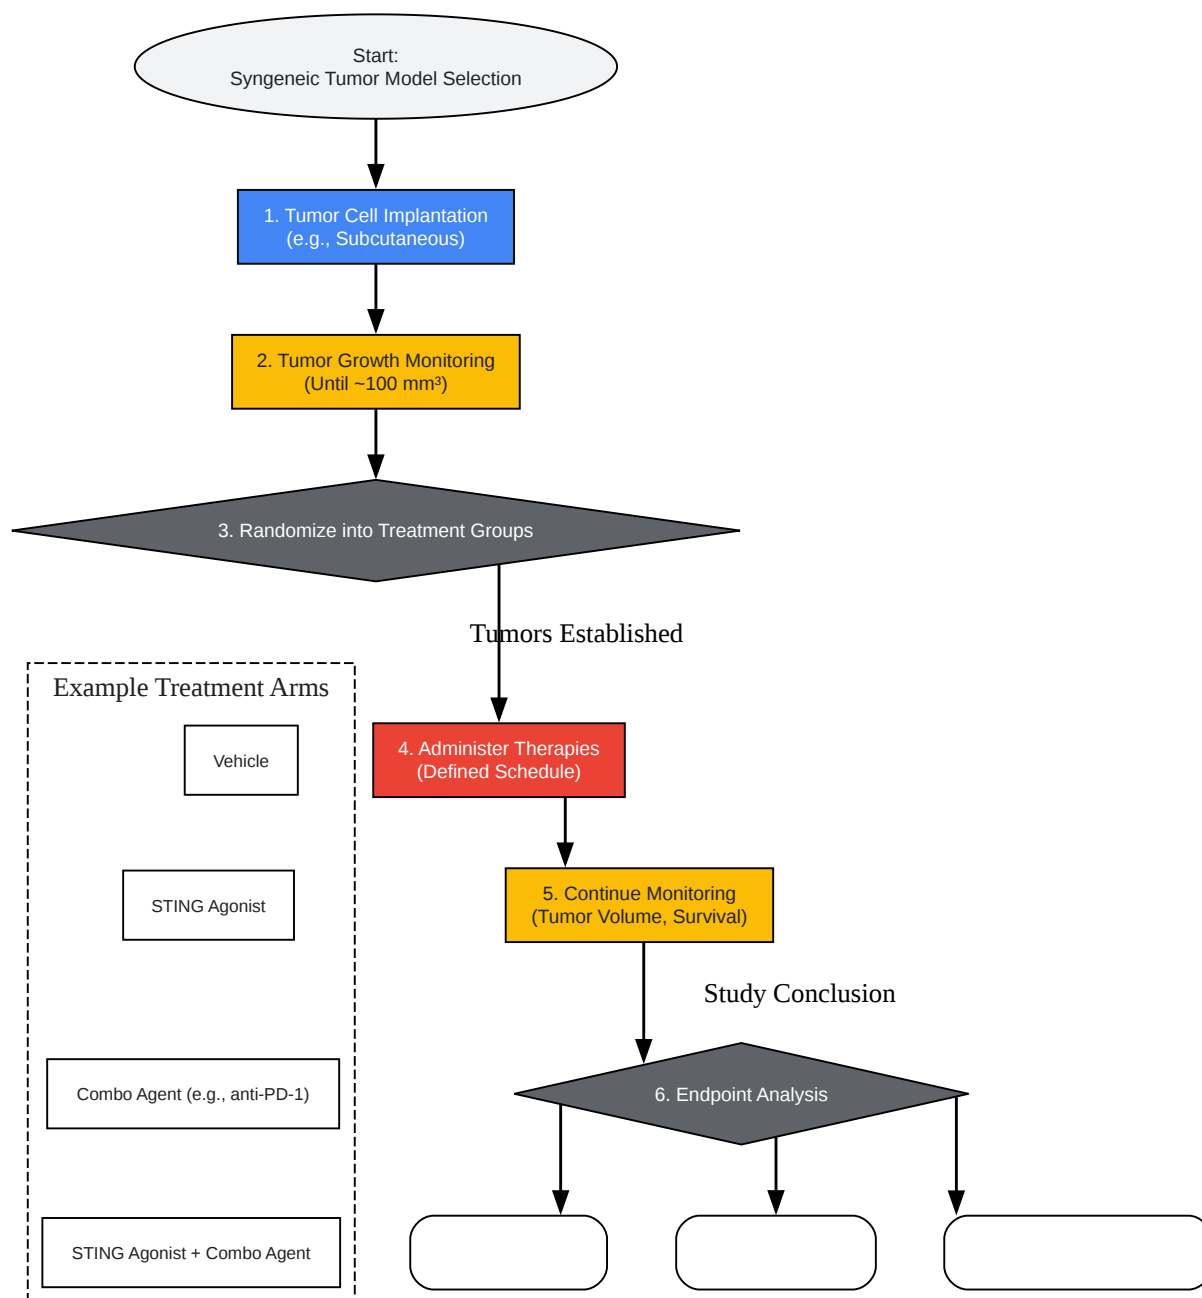 Start:
Syngeneic Tumor Model Selection
1. Tumor Cell Implantation
(e.g., Subcutaneous)
2. Tumor Growth Monitoring
(Until ~100 mm³)
3. Randomize into Treatment Groups
Tumors Established
Example Treatment Arms
Vehicle
4. Administer Therapies
(Defined Schedule)
STING Agonist
5. Continue Monitoring
(Tumor Volume, Survival)
Study Conclusion
Combo Agent (e.g., anti-PD-1)
6. Endpoint Analysis
STING Agonist + Combo Agent